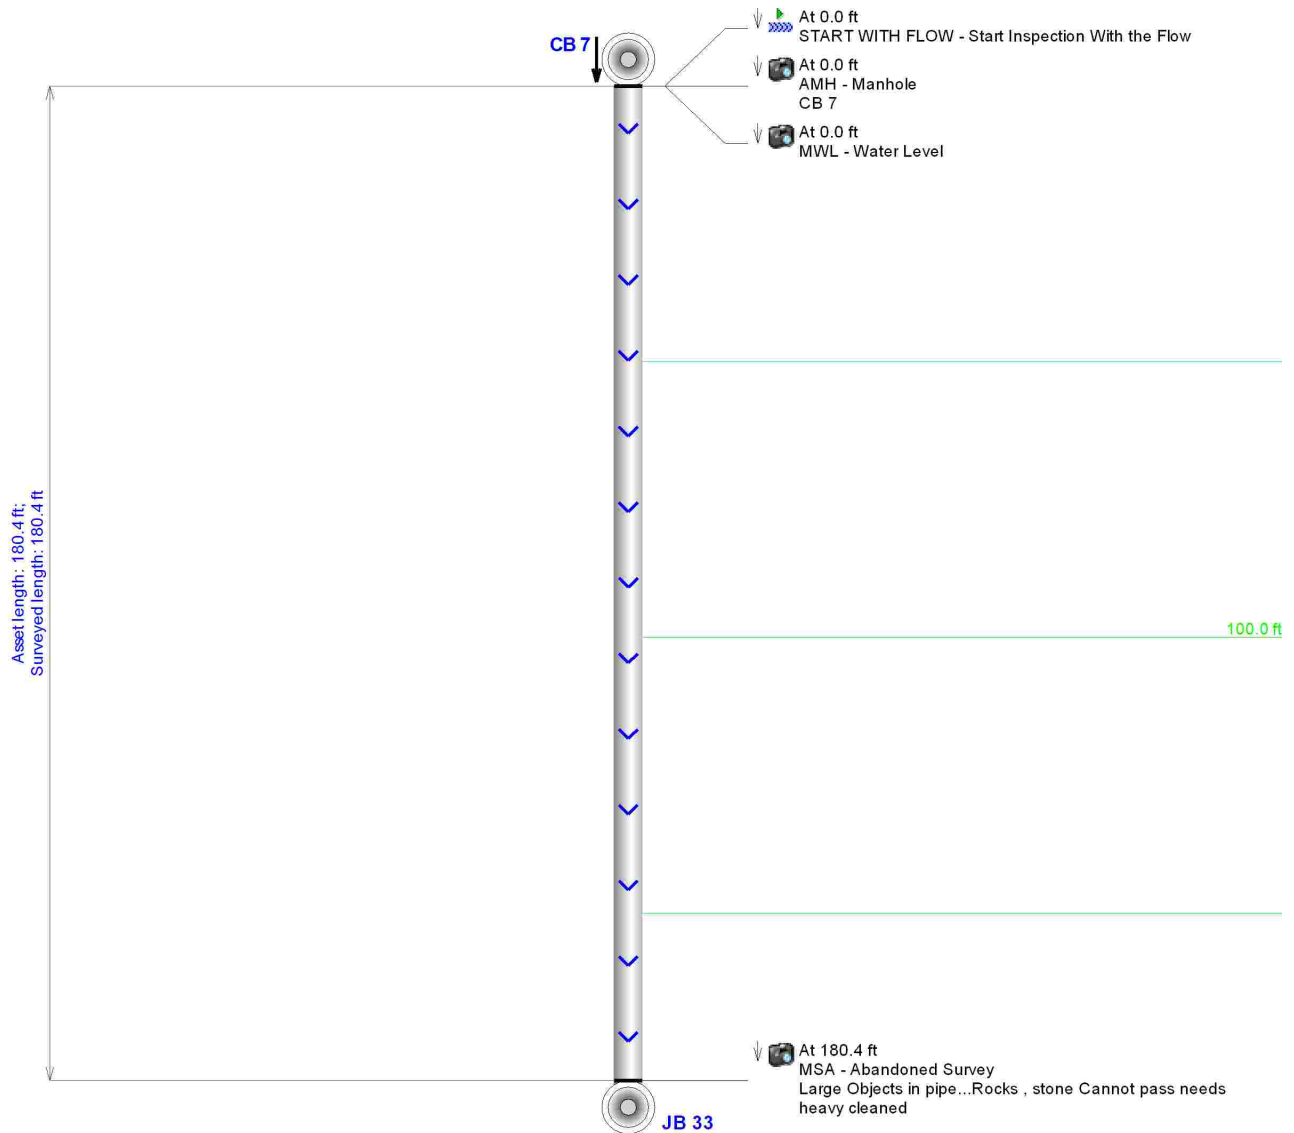 At 0.0 ft
START WITH FLOW - Start Inspection With the Flow
CB 7
At 0.0 ft
AMH - Manhole
CB 7
At 0.0 ft
MWL - Water Level
Asset length: 180.4 ft;
Surveyed length: 180.4 ft
100.0 ft
At 180.4 ft
MSA - Abandoned Survey
Large Objects in pipe...Rocks , stone Cannot pass needs
heavy cleaned
JB 33